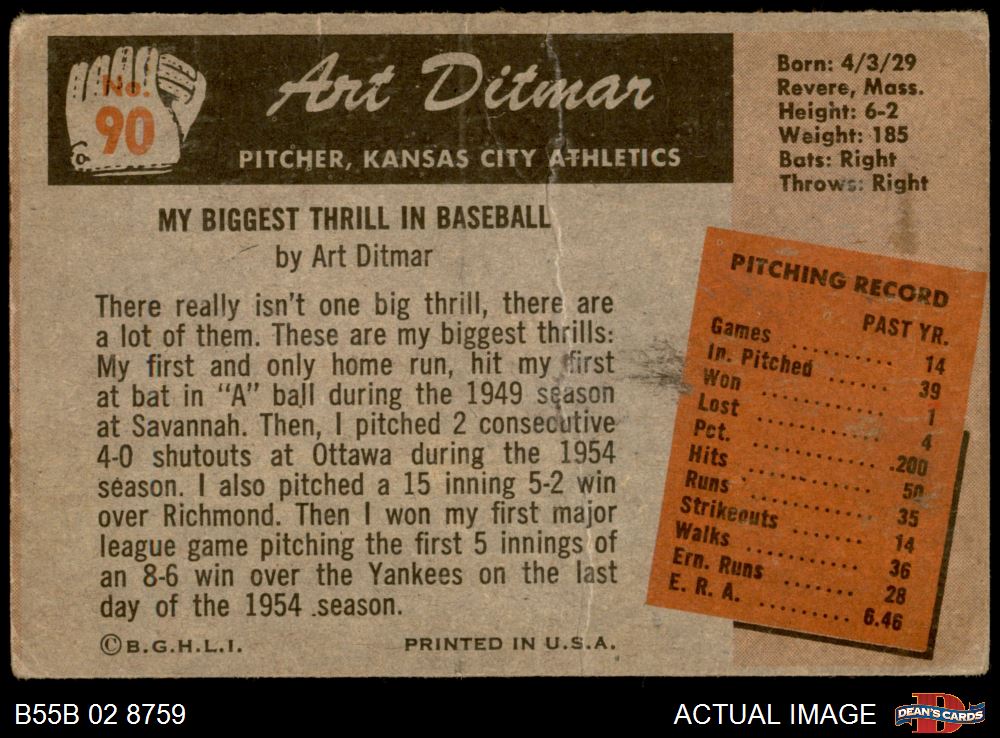 No.
90
Art Ditmar
PITCHER, KANSAS CITY ATHLETICS
Born: 4/3/29
Revere, Mass.
Height: 6-2
Weight: 185
Bats: Right
Throws: Right
MY BIGGEST THRILL IN BASEBALL
by Art Ditmar
There really isn't one big thrill, there are
a lot of them. These are my biggest thrills:
My first and only home run, hit my first
at bat in "A" ball during the 1949 season
at Savannah. Then, I pitched 2 consecutive
4-0 shutouts at Ottawa during the 1954
season. I also pitched a 15 inning 5-2 win
over Richmond. Then I won my first major
league game pitching the first 5 innings of
an 8-6 win over the Yankees on the last
day of the 1954 season.
©B.G.H.L.I. PRINTED IN U.S.A.
PITCHING RECORD
PAST YR.
Games .......... 14
In. Pitched ...... 39
Won ............ 1
Lost ............ 4
Pct. ............ .200
Hits ............ 50
Runs ........... 35
Strikeouts ....... 14
Walks .......... 36
Ern. Runs ...... 28
E. R. A. ......... 6.46
B55B 02 8759
ACTUAL IMAGE
D
DEAN'S CARDS